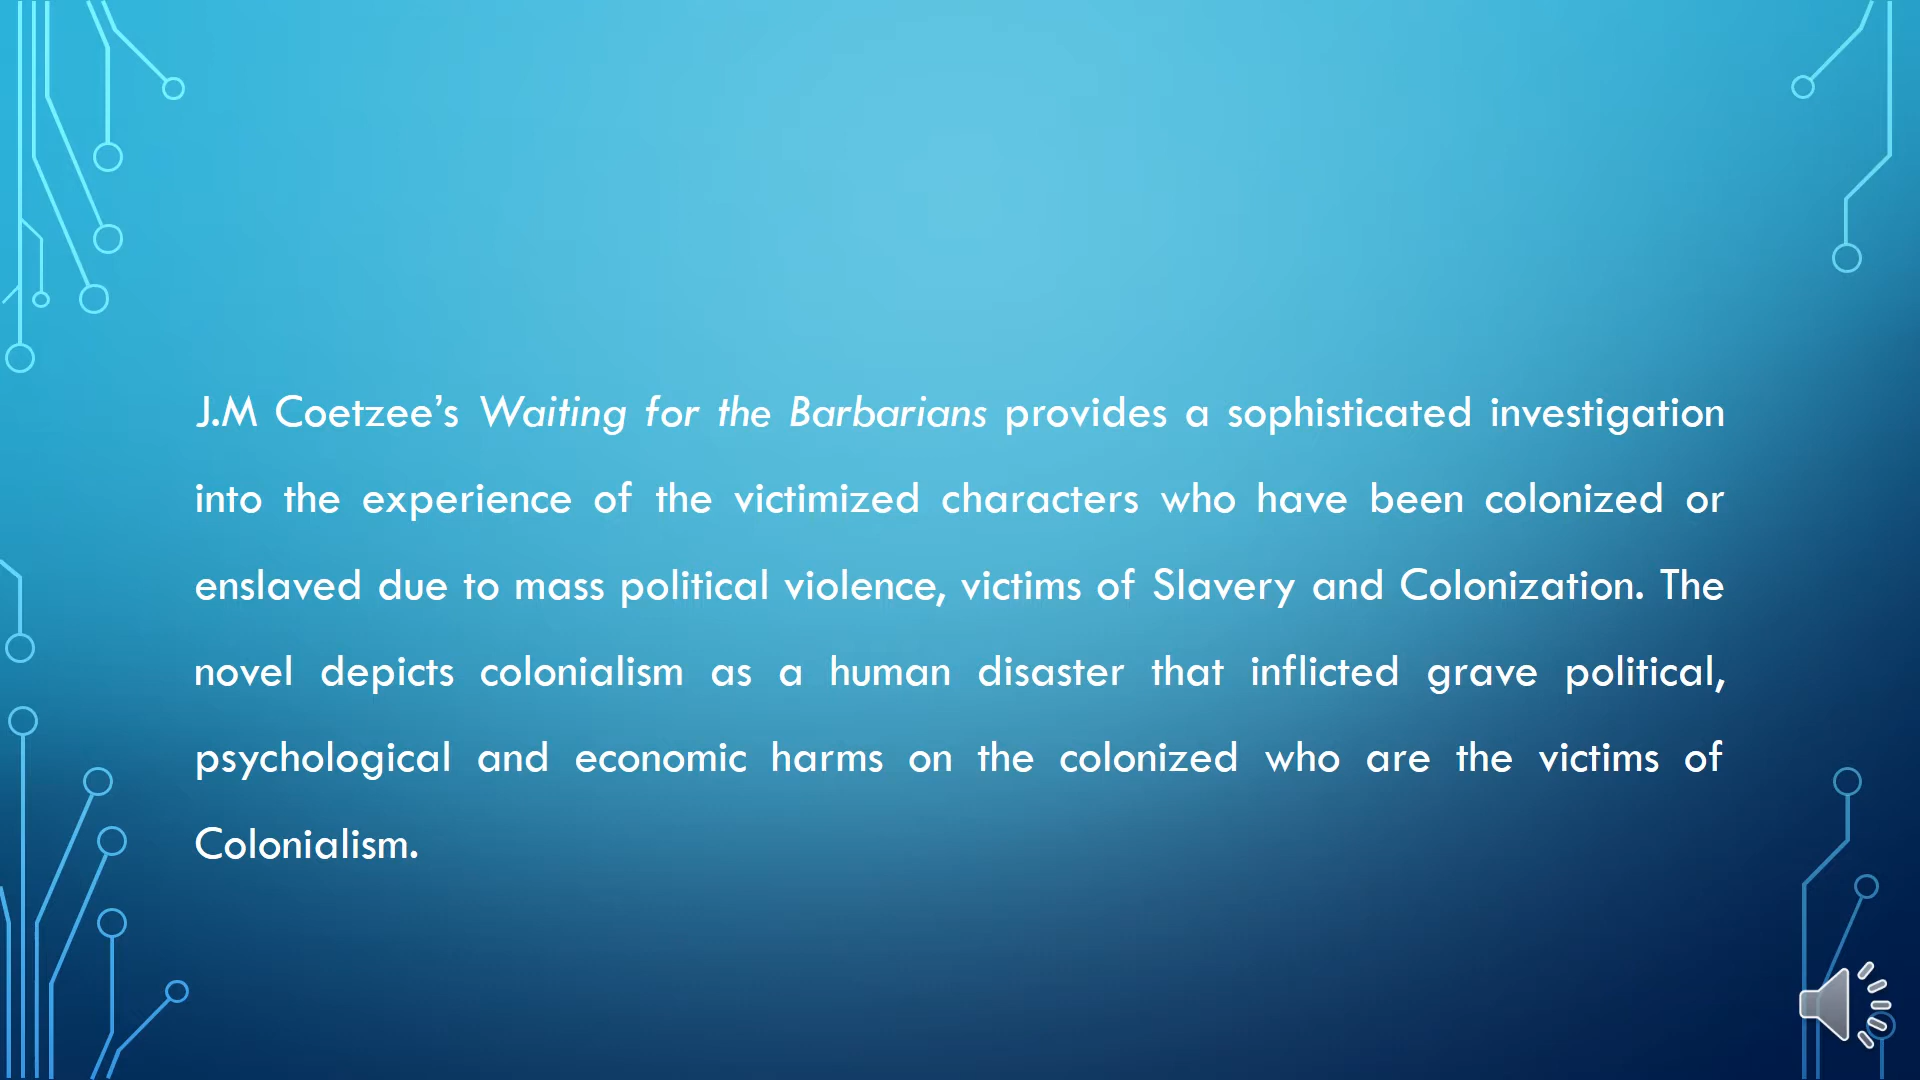 J.M Coetzee’s Waiting for the Barbarians provides a sophisticated investigation
into the experience of the victimized characters who have been colonized or
enslaved due to mass political violence, victims of Slavery and Colonization. The
novel depicts colonialism as a human disaster that inflicted grave political,
psychological and economic harms on the colonized who are the victims of
Colonialism.